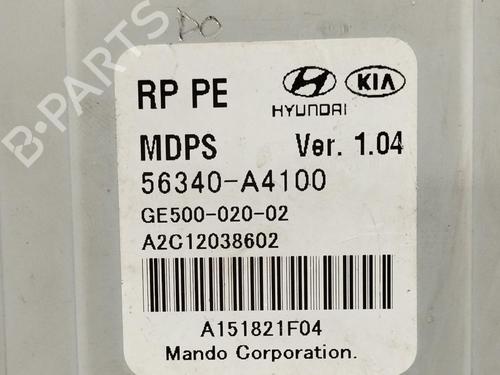 B-PARTS
RP PE
HYUNDAI
KIA
MDPS Ver. 1.04
56340-A4100
GE500-020-02
A2C12038602
A151821F04
Mando Corporation.